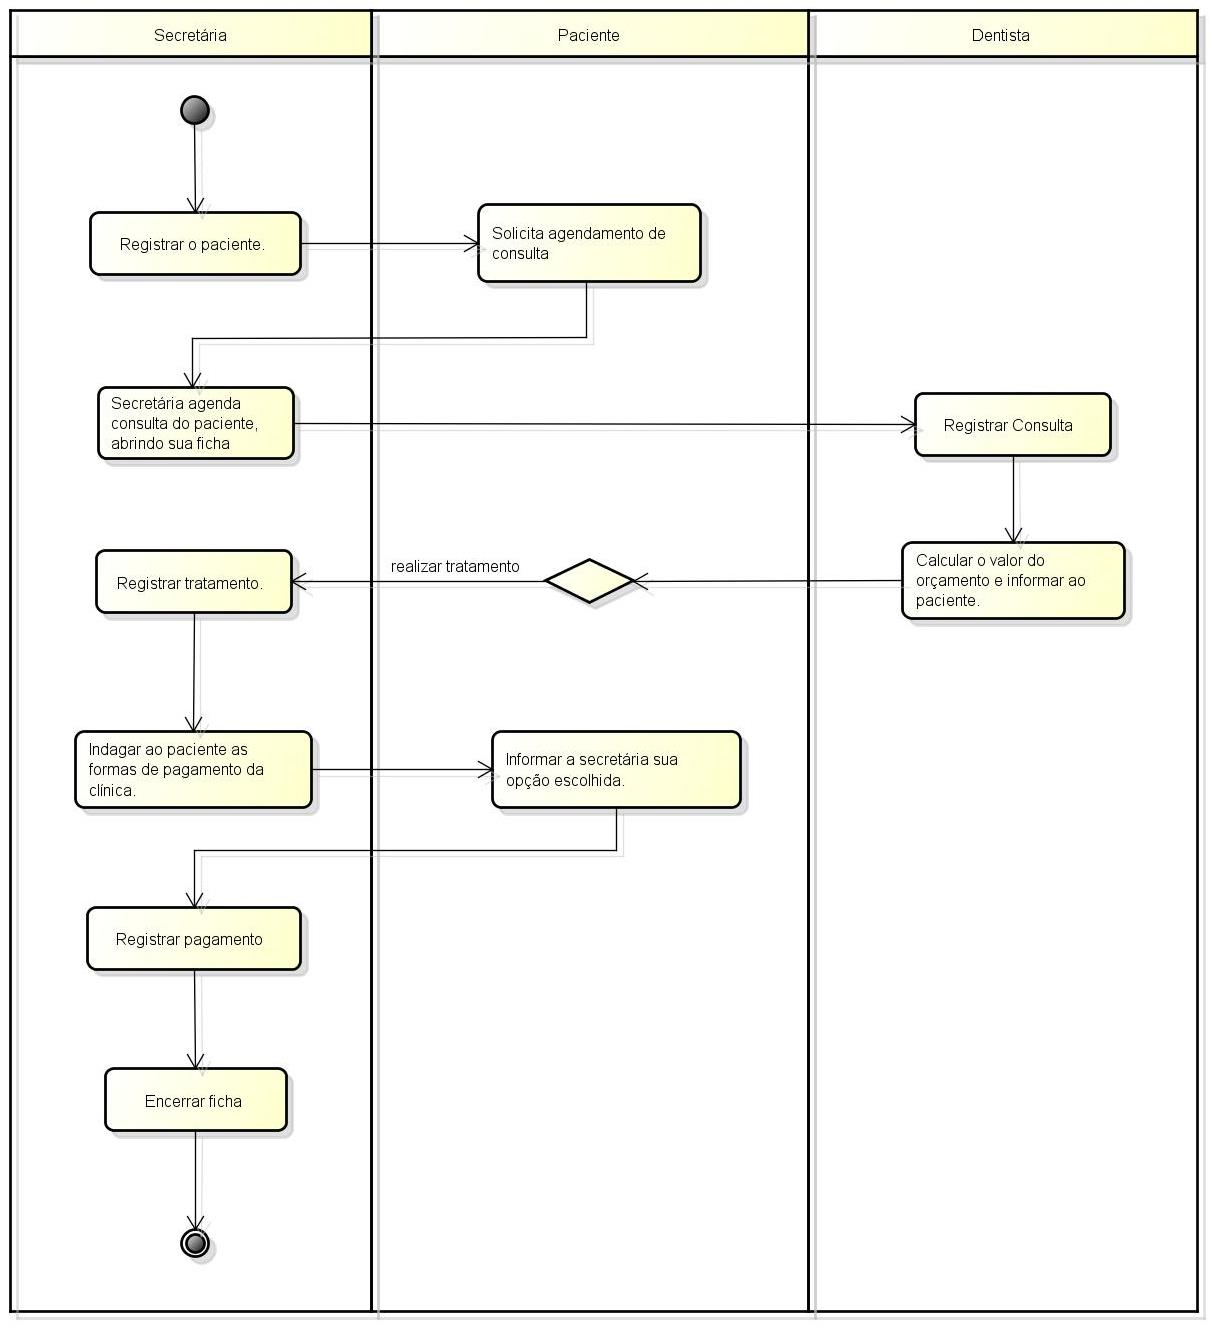 Secretária
Paciente
Dentista
Registrar o paciente.
Solicita agendamento de
consulta
Secretária agenda
consulta do paciente,
abrindo sua ficha
Registrar Consulta
Calcular o valor do
orçamento e informar ao
paciente.
realizar tratamento
Registrar tratamento.
Indagar ao paciente as
formas de pagamento da
clínica.
Informar a secretária sua
opção escolhida.
Registrar pagamento
Encerrar ficha